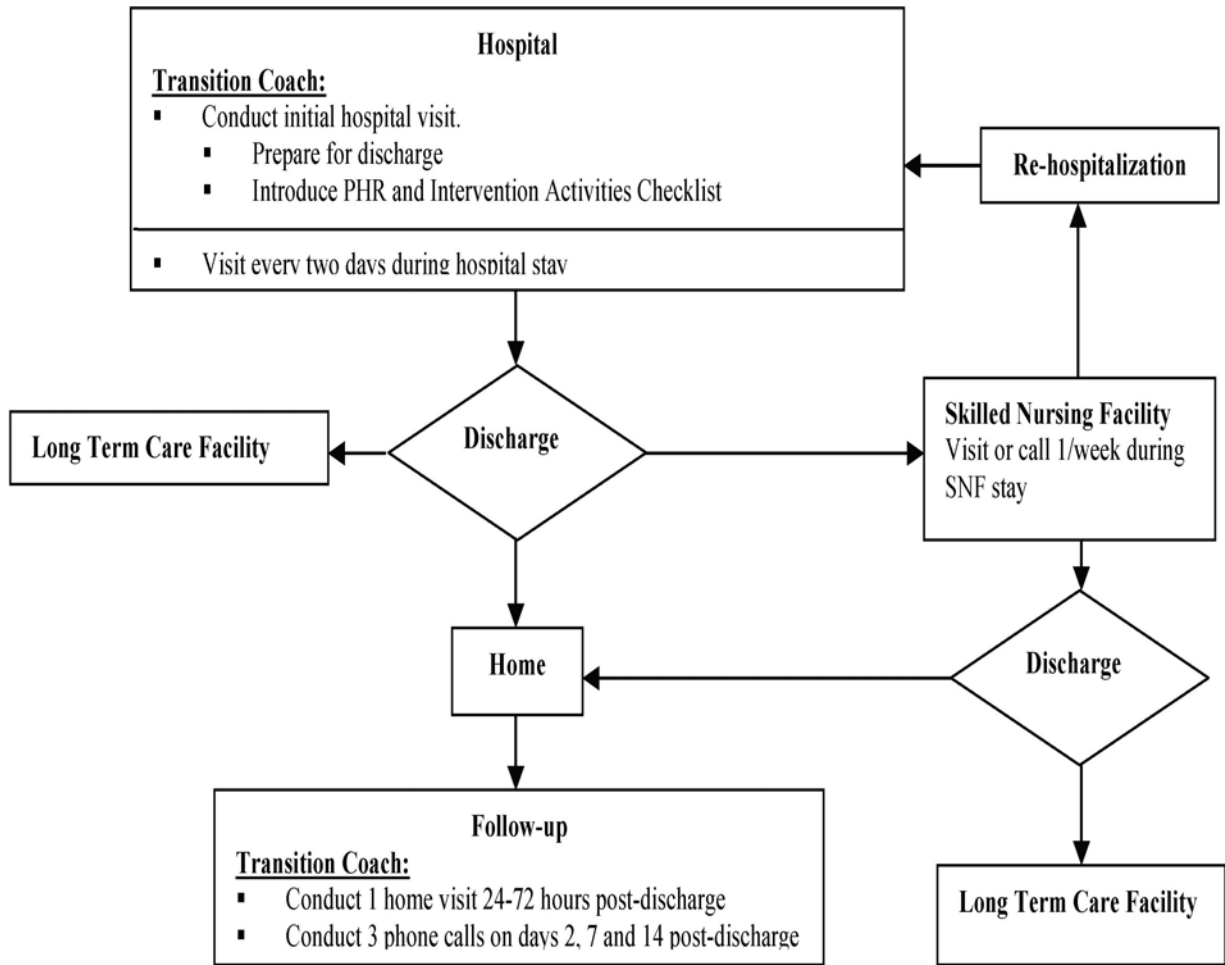 Hospital
Transition Coach:
▪ Conduct initial hospital visit.
▪ Prepare for discharge
▪ Introduce PHR and Intervention Activities Checklist
▪ Visit every two days during hospital stay
Re-hospitalization
Long Term Care Facility
Discharge
Skilled Nursing Facility
Visit or call 1/week during
SNF stay
Home
Discharge
Follow-up
Transition Coach:
▪ Conduct 1 home visit 24-72 hours post-discharge
▪ Conduct 3 phone calls on days 2, 7 and 14 post-discharge
Long Term Care Facility